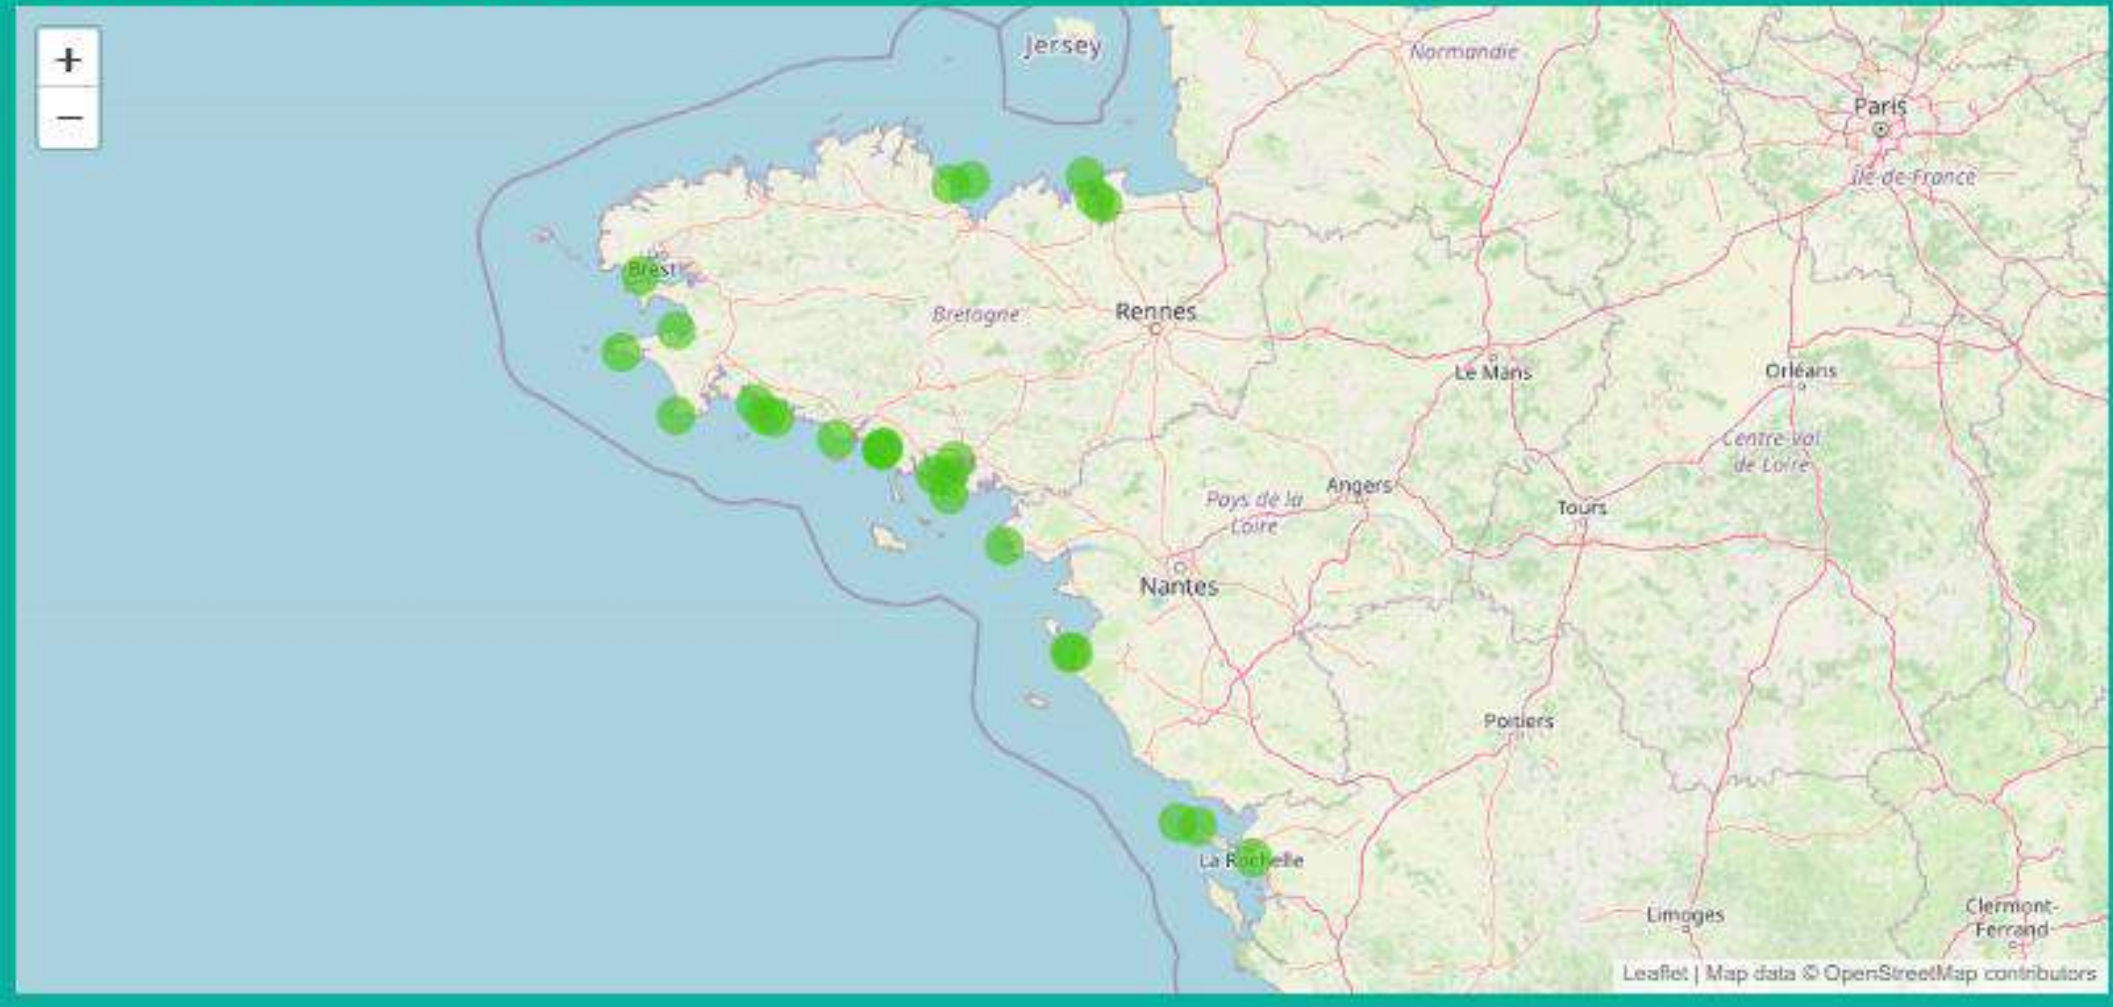 +
−
Jersey
Normandie
Paris
Île-de-France
Brest
Bretagne
Rennes
Le Mans
Orléans
Centre-Val
de Loire
Pays de la
Loire
Angers
Tours
Nantes
Poitiers
La Rochelle
Limoges
Clermont-
Ferrand
Leaflet | Map data © OpenStreetMap contributors